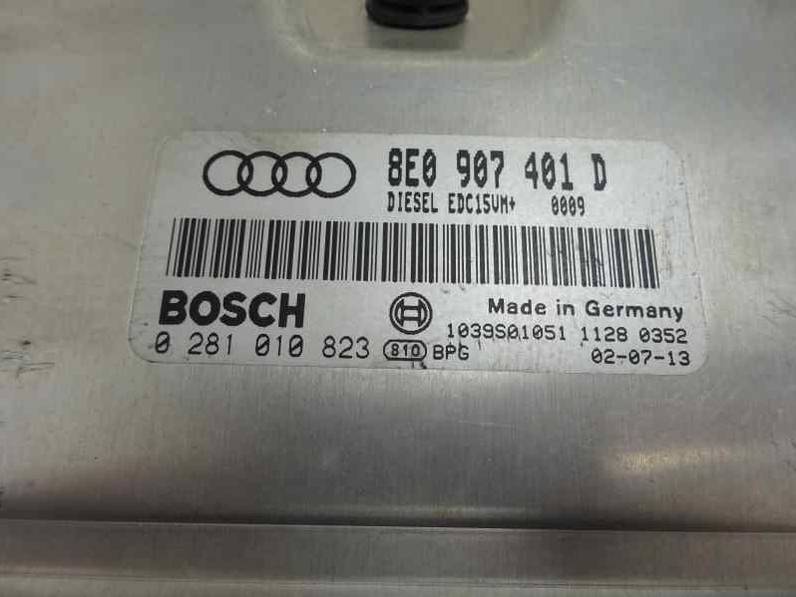 8E0 907 401 D
DIESEL EDC15VM+ 0009
BOSCH
Made in Germany
1039S01051 1128 0352
0 281 010 823 810 BPG 02-07-13